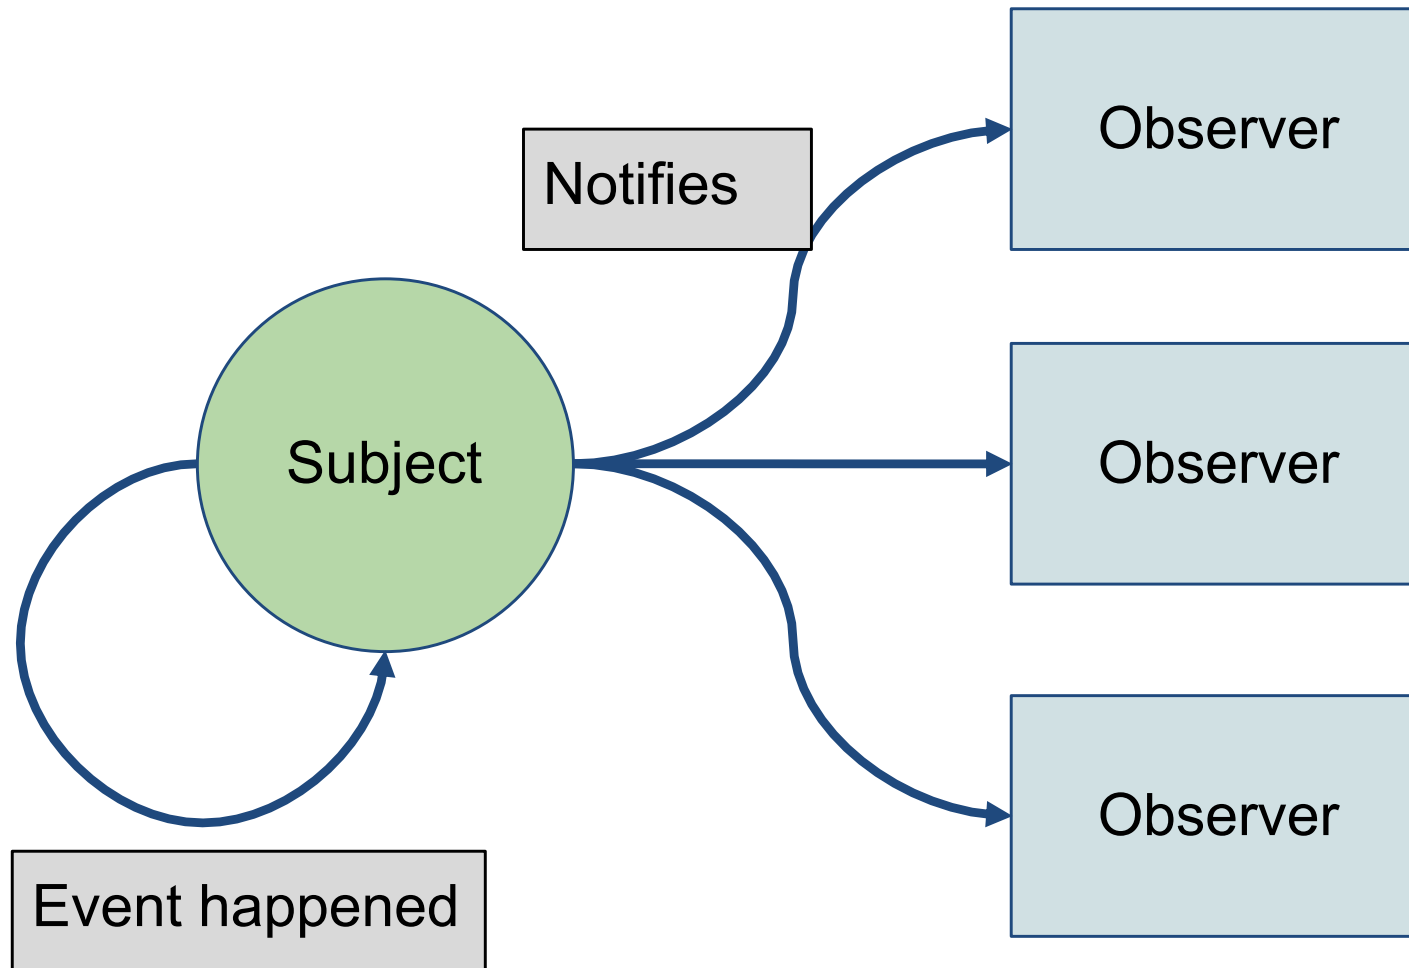 Observer
Notifies
Subject
Observer
Observer
Event happened